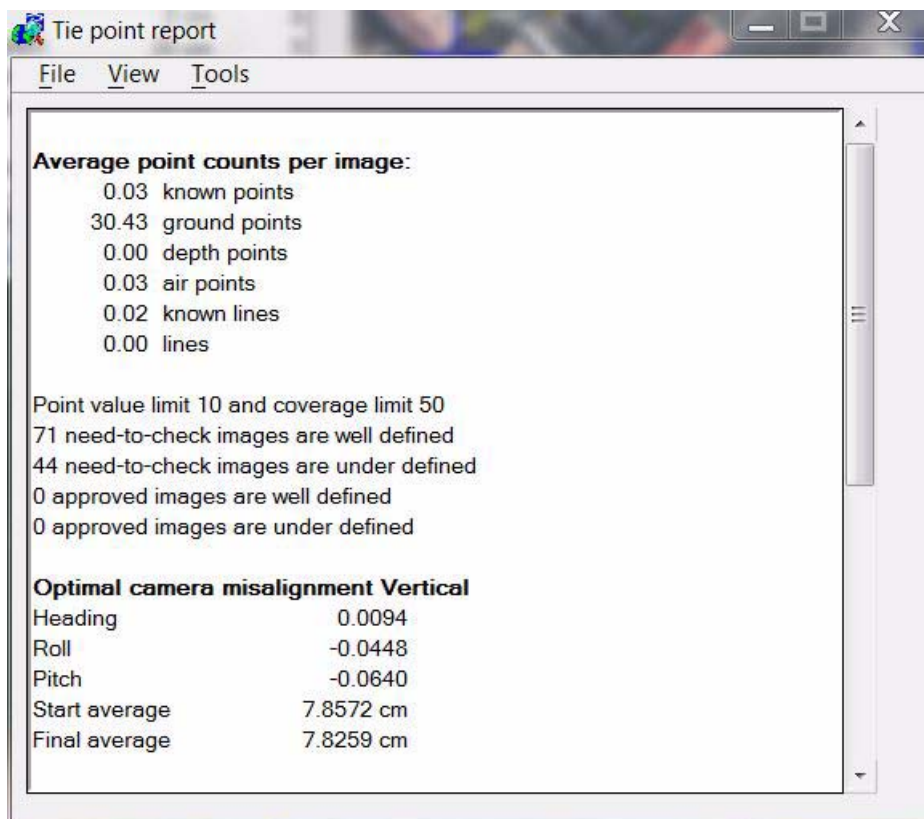 Tie point report
File View Tools
Average point counts per image:
0.03 known points
30.43 ground points
0.00 depth points
0.03 air points
0.02 known lines
0.00 lines
Point value limit 10 and coverage limit 50
71 need-to-check images are well defined
44 need-to-check images are under defined
0 approved images are well defined
0 approved images are under defined
Optimal camera misalignment Vertical
Heading 0.0094
Roll -0.0448
Pitch -0.0640
Start average 7.8572 cm
Final average 7.8259 cm